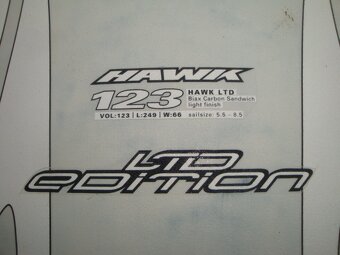 HAWK
123 HAWK LTD
Biax Carbon Sandwich
light finish
VOL:123 | L:249 | W:66 sailsize: 5.6 - 8.5
LTD
edition